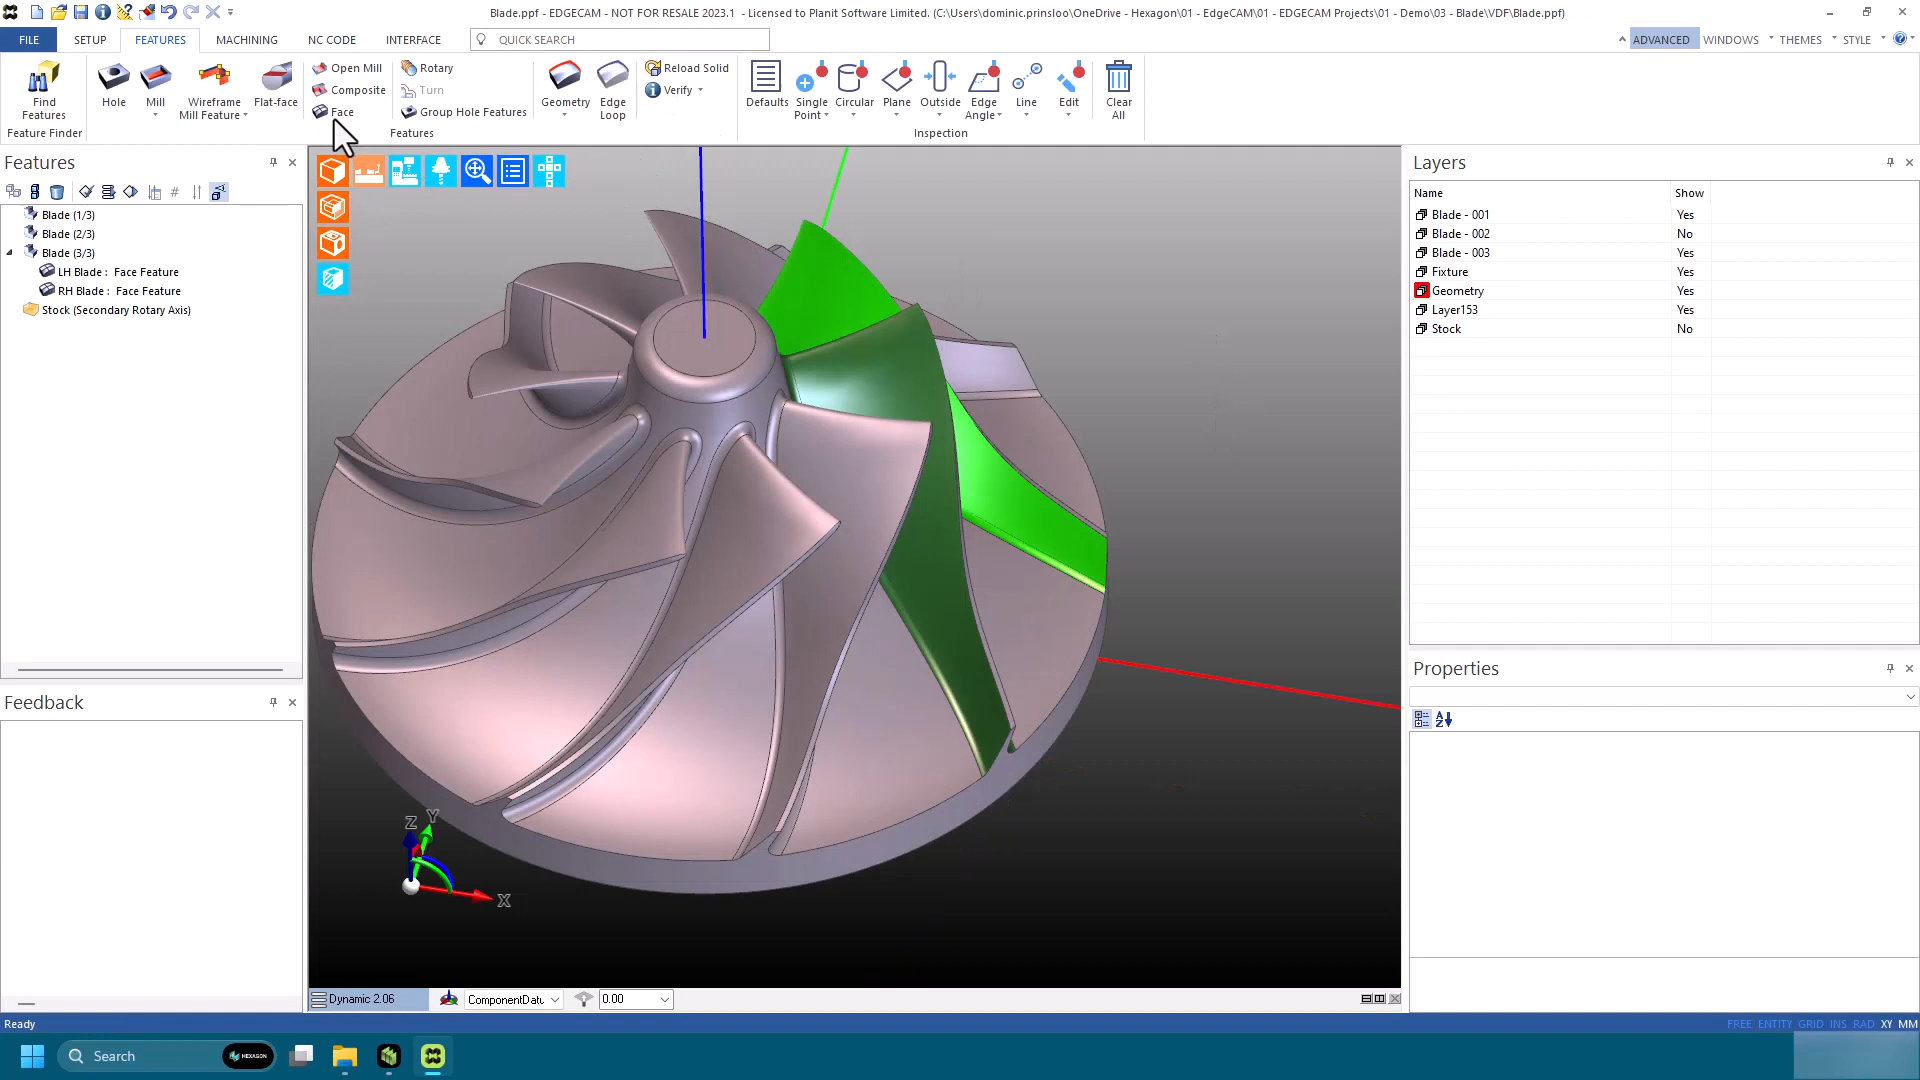 Blade.ppf - EDGECAM - NOT FOR RESALE 2023.1 - Licensed to Planit Software Limited. (C:\Users\dominic.prinsloo\OneDrive - Hexagon\01 - EdgeCAM\01 - EDGECAM Projects\01 - Demo\03 - Blade\VDF\Blade.ppf)
FILE SETUP FEATURES MACHINING NC CODE INTERFACE QUICK SEARCH ADVANCED WINDOWS THEMES STYLE
Find Features
Hole
Mill
Wireframe Mill Feature
Flat-face
Open Mill
Composite
Face
Rotary
Turn
Group Hole Features
Geometry
Edge Loop
Reload Solid
Verify
Defaults
Single Point
Circular
Plane
Outside
Edge Angle
Line
Edit
Clear All
Feature Finder Features Inspection
Features
Blade (1/3)
Blade (2/3)
Blade (3/3)
LH Blade : Face Feature
RH Blade : Face Feature
Stock (Secondary Rotary Axis)
Feedback
Z
Y
X
Dynamic 2.06 ComponentDatu 0.00
Layers
Name Show
Blade - 001 Yes
Blade - 002 No
Blade - 003 Yes
Fixture Yes
Geometry Yes
Layer153 Yes
Stock No
Properties
Ready FREE ENTITY GRID INS RAD XY MM
Search HEXAGON